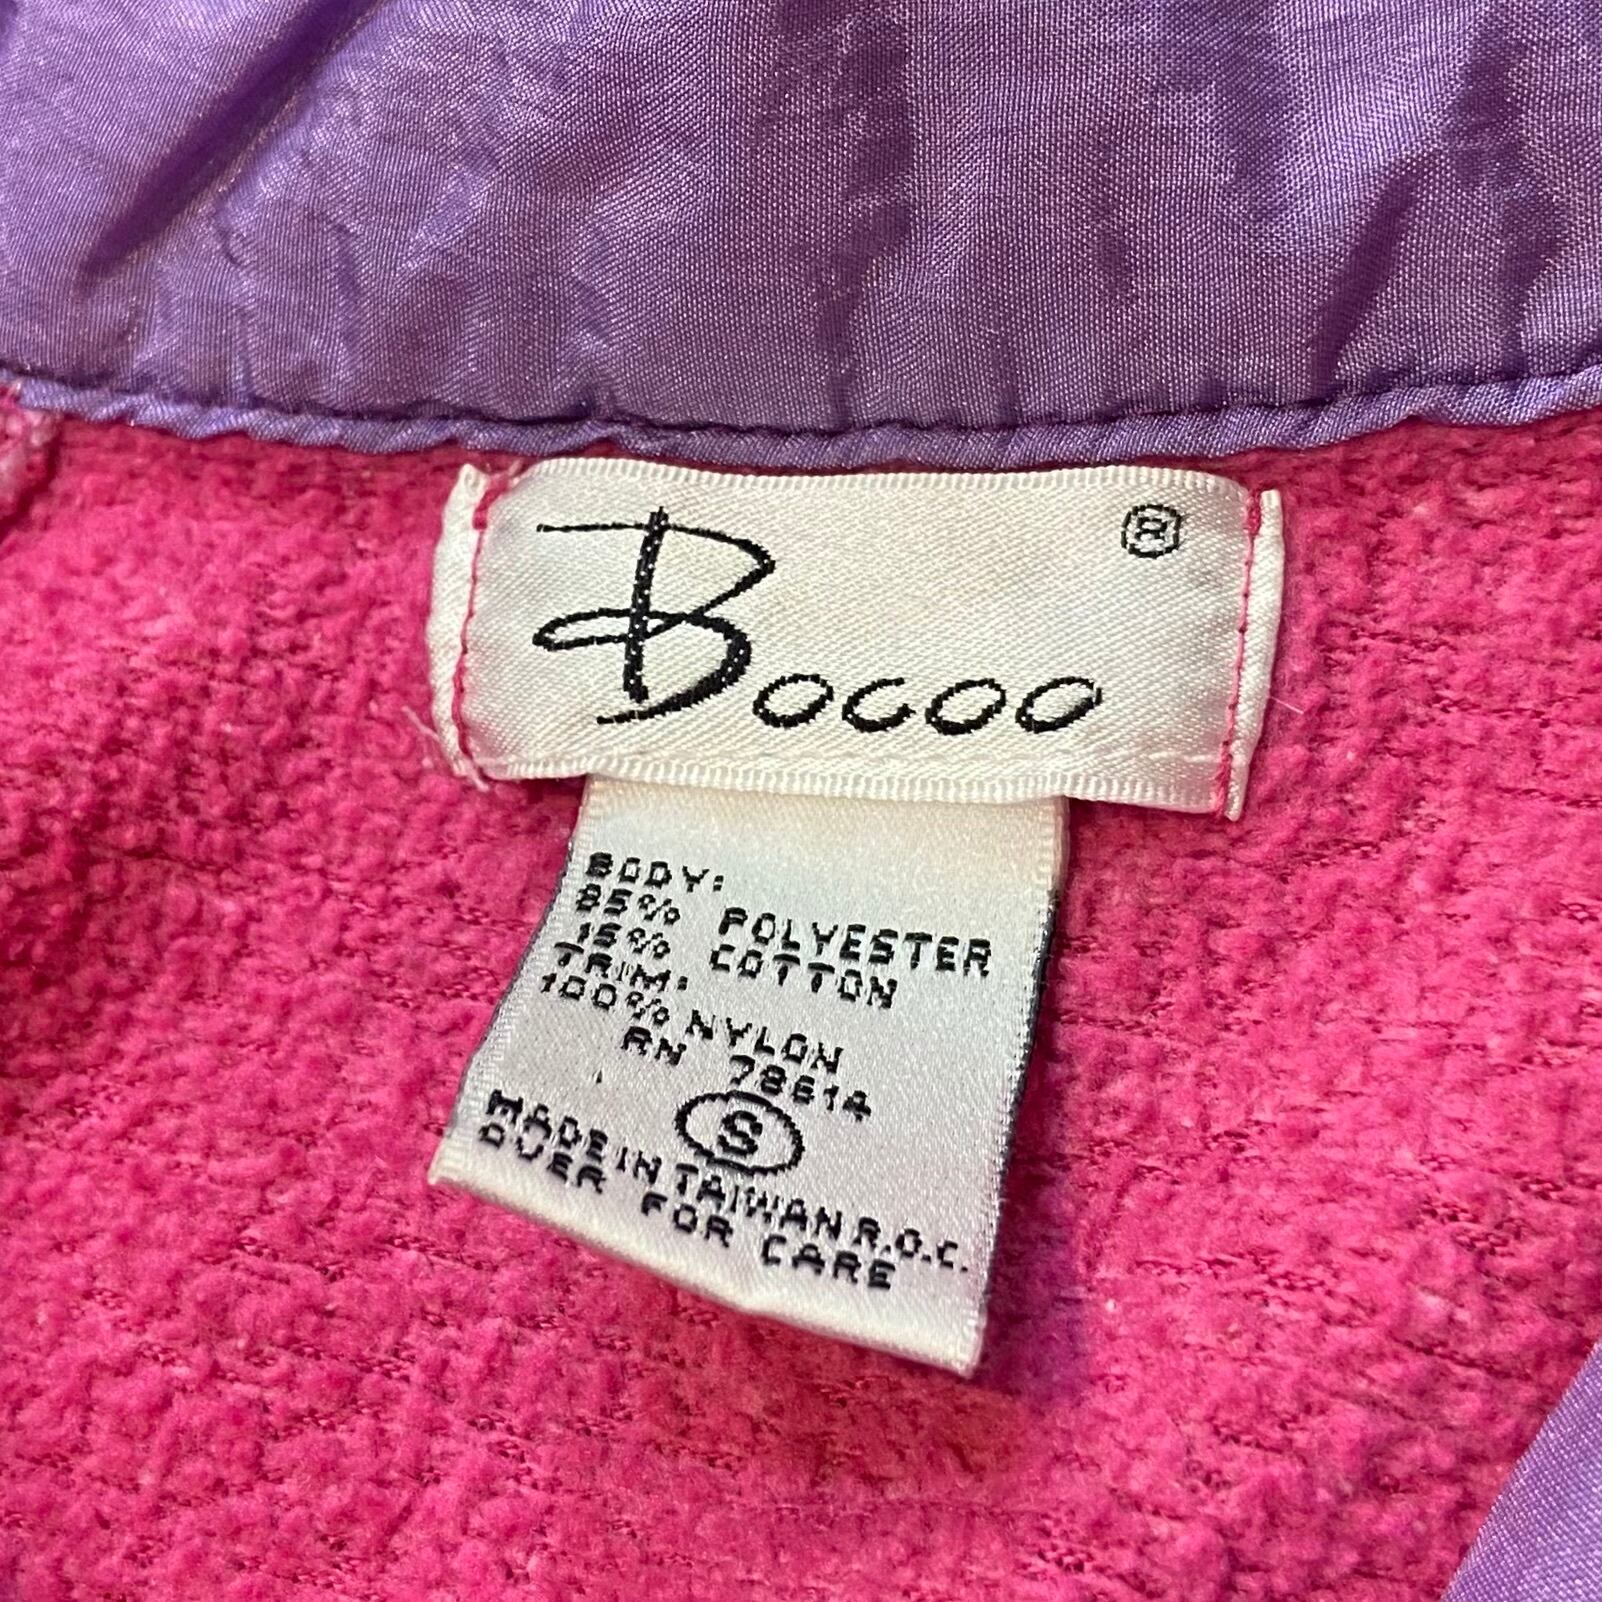 Bocoo ®
BODY:
85% POLYESTER
15% COTTON
TRIM:
100% NYLON
RN 78614
S
MADE IN TAIWAN R.O.C.
OVER FOR CARE